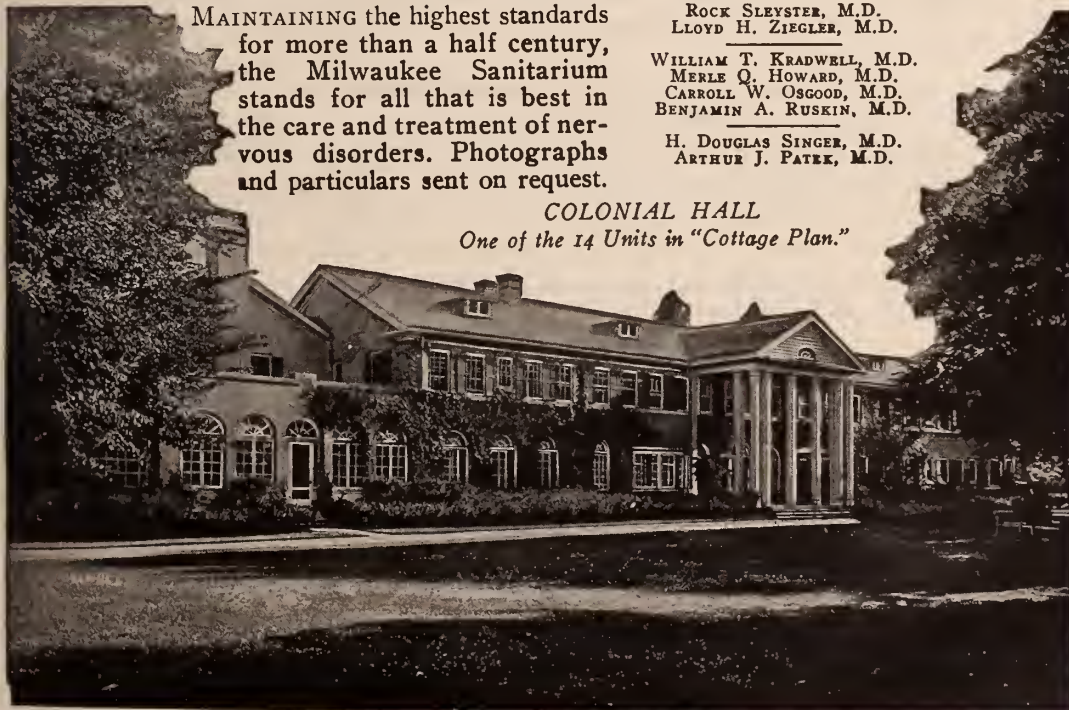 MAINTAINING the highest standards
for more than a half century,
the Milwaukee Sanitarium
stands for all that is best in
the care and treatment of ner-
vous disorders. Photographs
and particulars sent on request.
ROCK SLEYSTER, M.D.
LLOYD H. ZIEGLER, M.D.
WILLIAM T. KRADWELL, M.D.
MERLE Q. HOWARD, M.D.
CARROLL W. OSGOOD, M.D.
BENJAMIN A. RUSKIN, M.D.
H. DOUGLAS SINGER, M.D.
ARTHUR J. PATEK, M.D.
COLONIAL HALL
One of the 14 Units in "Cottage Plan."